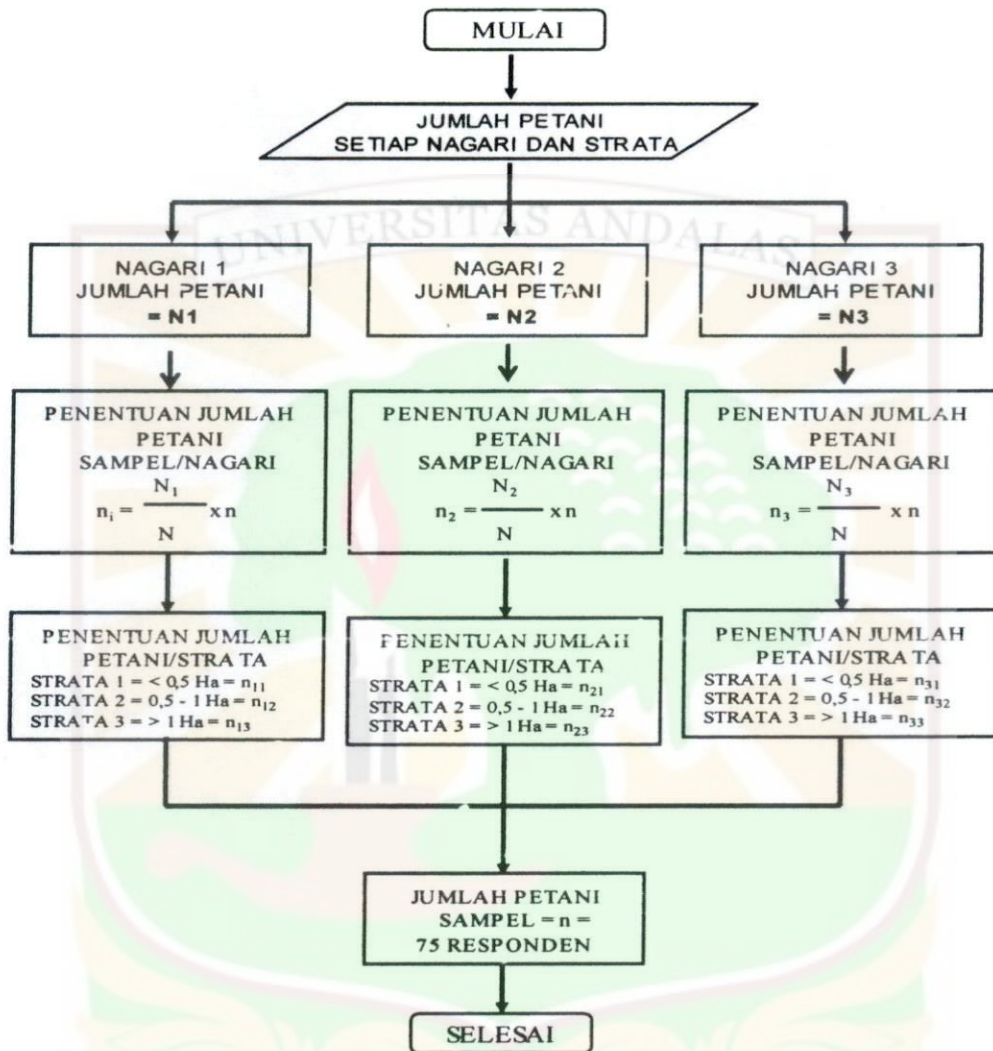 MULAI
JUMLAH PETANI
SETIAP NAGARI DAN STRATA
UNIVERSITAS ANDALAS
NAGARI 1
JUMLAH PETANI
= N1
NAGARI 2
JUMLAH PETANI
= N2
NAGARI 3
JUMLAH PETANI
= N3
PENENTUAN JUMLAH
PETANI
SAMPEL/NAGARI
N₁
nᵢ = ――― x n
N
PENENTUAN JUMLAH
PETANI
SAMPEL/NAGARI
N₂
n₂ = ――― x n
N
PENENTUAN JUMLAH
PETANI
SAMPEL/NAGARI
N₃
n₃ = ――― x n
N
PENENTUAN JUMLAH
PETANI/STRATA
STRATA 1 = < 0,5 Ha = n₁₁
STRATA 2 = 0,5 - 1 Ha = n₁₂
STRATA 3 = > 1 Ha = n₁₃
PENENTUAN JUMLAH
PETANI/STRATA
STRATA 1 = < 0,5 Ha = n₂₁
STRATA 2 = 0,5 - 1 Ha = n₂₂
STRATA 3 = > 1 Ha = n₂₃
PENENTUAN JUMLAH
PETANI/STRATA
STRATA 1 = < 0,5 Ha = n₃₁
STRATA 2 = 0,5 - 1 Ha = n₃₂
STRATA 3 = > 1 Ha = n₃₃
JUMLAH PETANI
SAMPEL = n =
75 RESPONDEN
SELESAI